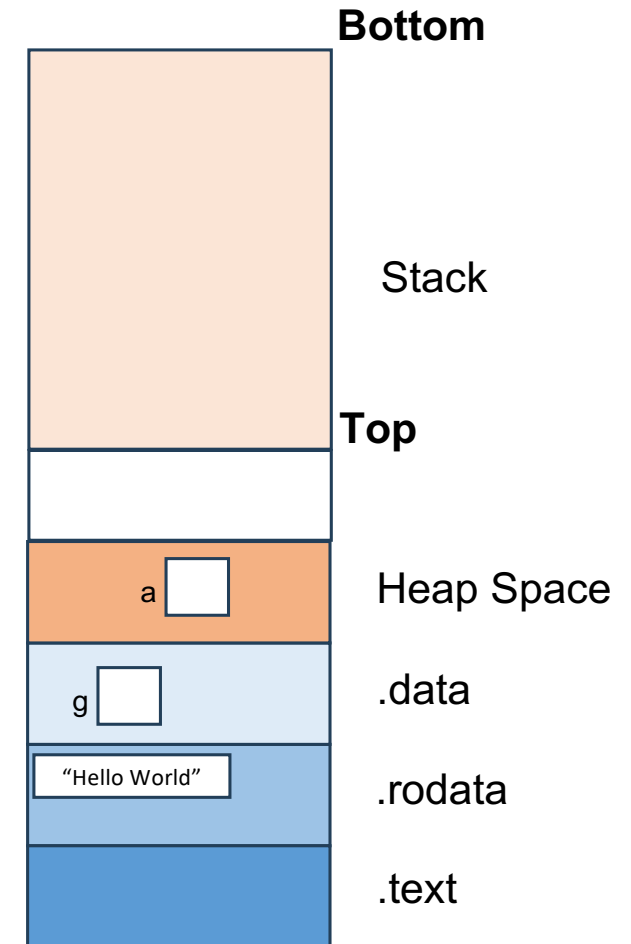 Bottom
Stack
Top
a
Heap Space
g
.data
“Hello World”
.rodata
.text